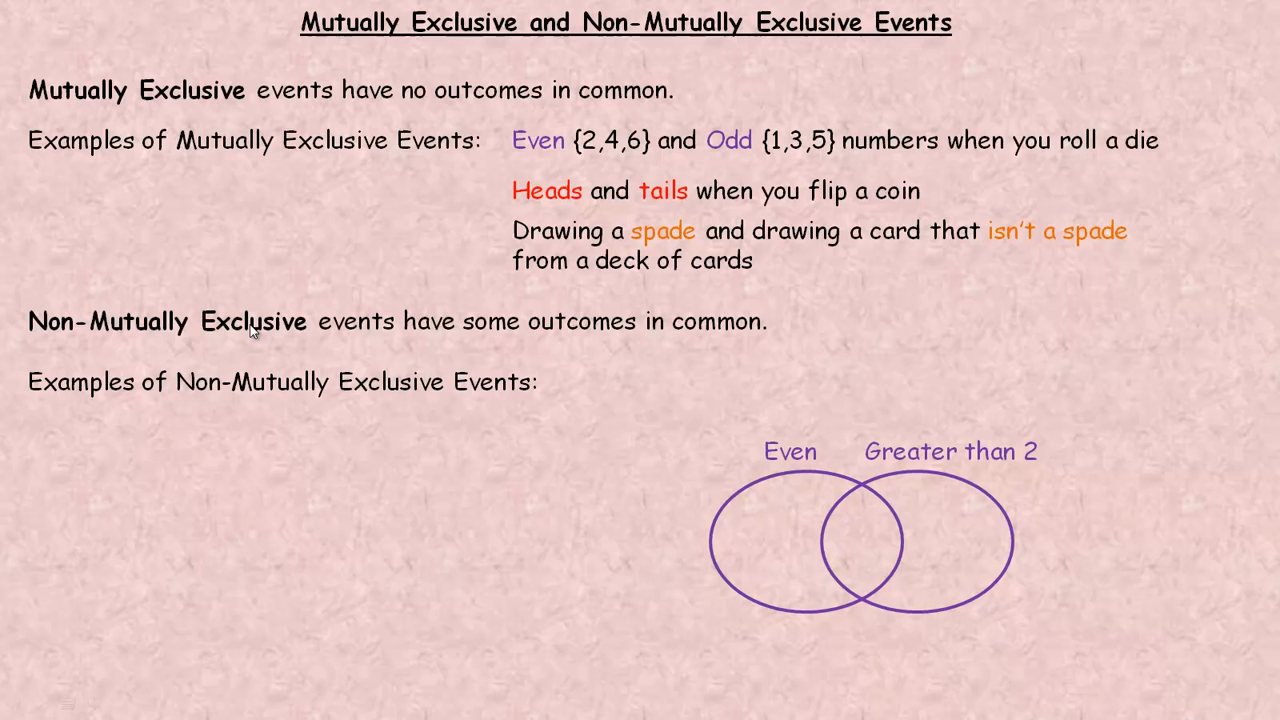 Mutually Exclusive and Non-Mutually Exclusive Events
Mutually Exclusive events have no outcomes in common.
Examples of Mutually Exclusive Events: Even {2,4,6} and Odd {1,3,5} numbers when you roll a die
Heads and tails when you flip a coin
Drawing a spade and drawing a card that isn't a spade
from a deck of cards
Non-Mutually Exclusive events have some outcomes in common.
Examples of Non-Mutually Exclusive Events:
Even Greater than 2